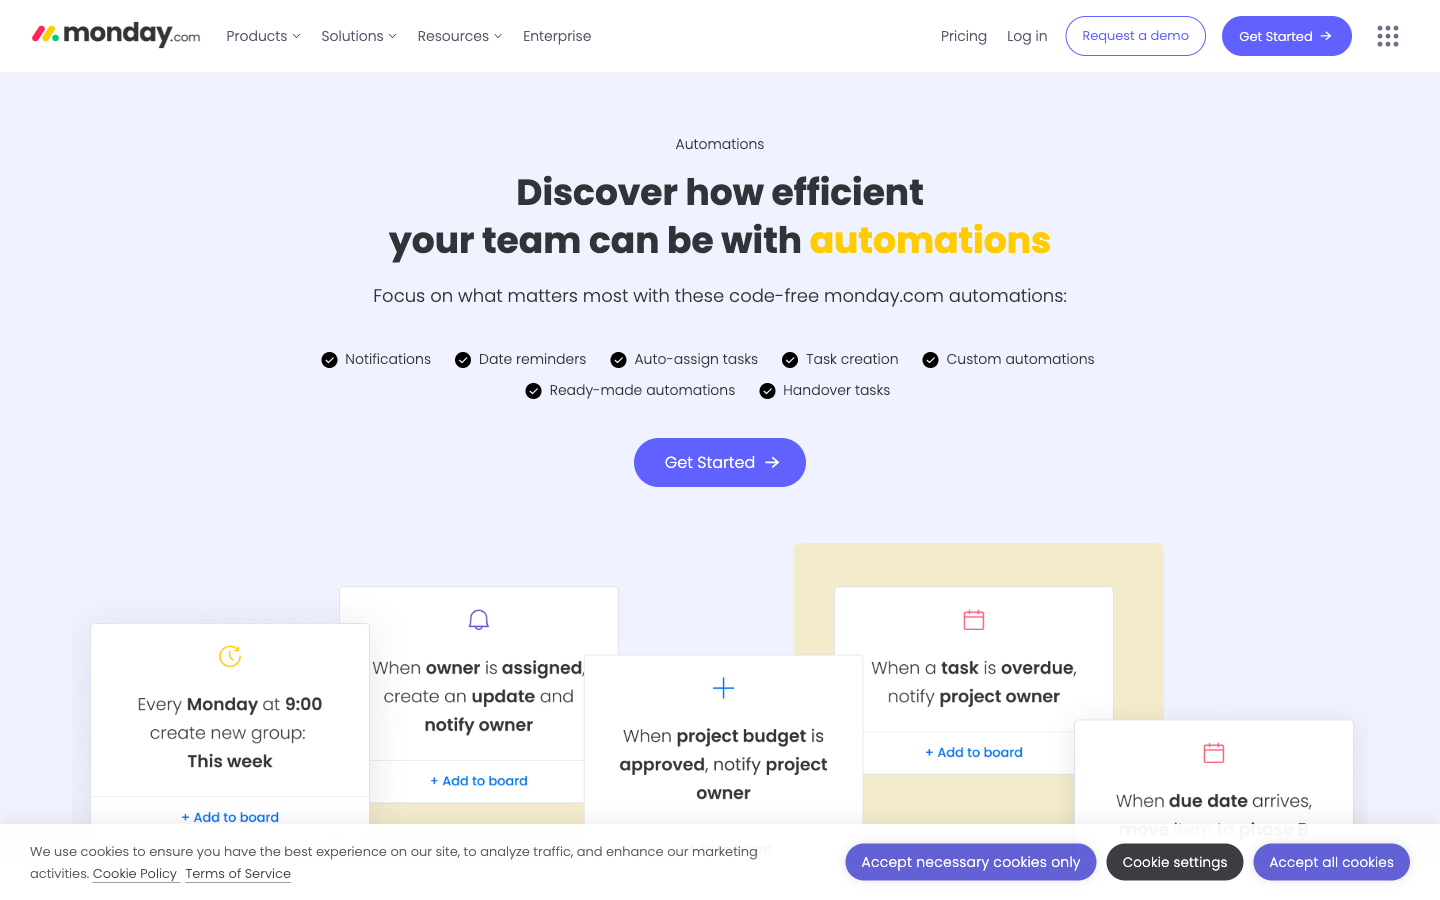 monday.com
Products
Solutions
Resources
Enterprise
Pricing
Log in
Request a demo
Get Started
Automations
Discover how efficient
your team can be with automations
Focus on what matters most with these code-free monday.com automations:
Notifications
Date reminders
Auto-assign tasks
Task creation
Custom automations
Ready-made automations
Handover tasks
Get Started
Every Monday at 9:00
create new group:
This week
+ Add to board
When owner is assigned,
create an update and
notify owner
+ Add to board
When project budget is
approved, notify project
owner
When a task is overdue,
notify project owner
+ Add to board
When due date arrives,
move item to phase B
We use cookies to ensure you have the best experience on our site, to analyze traffic, and enhance our marketing
activities. Cookie Policy Terms of Service
Accept necessary cookies only
Cookie settings
Accept all cookies